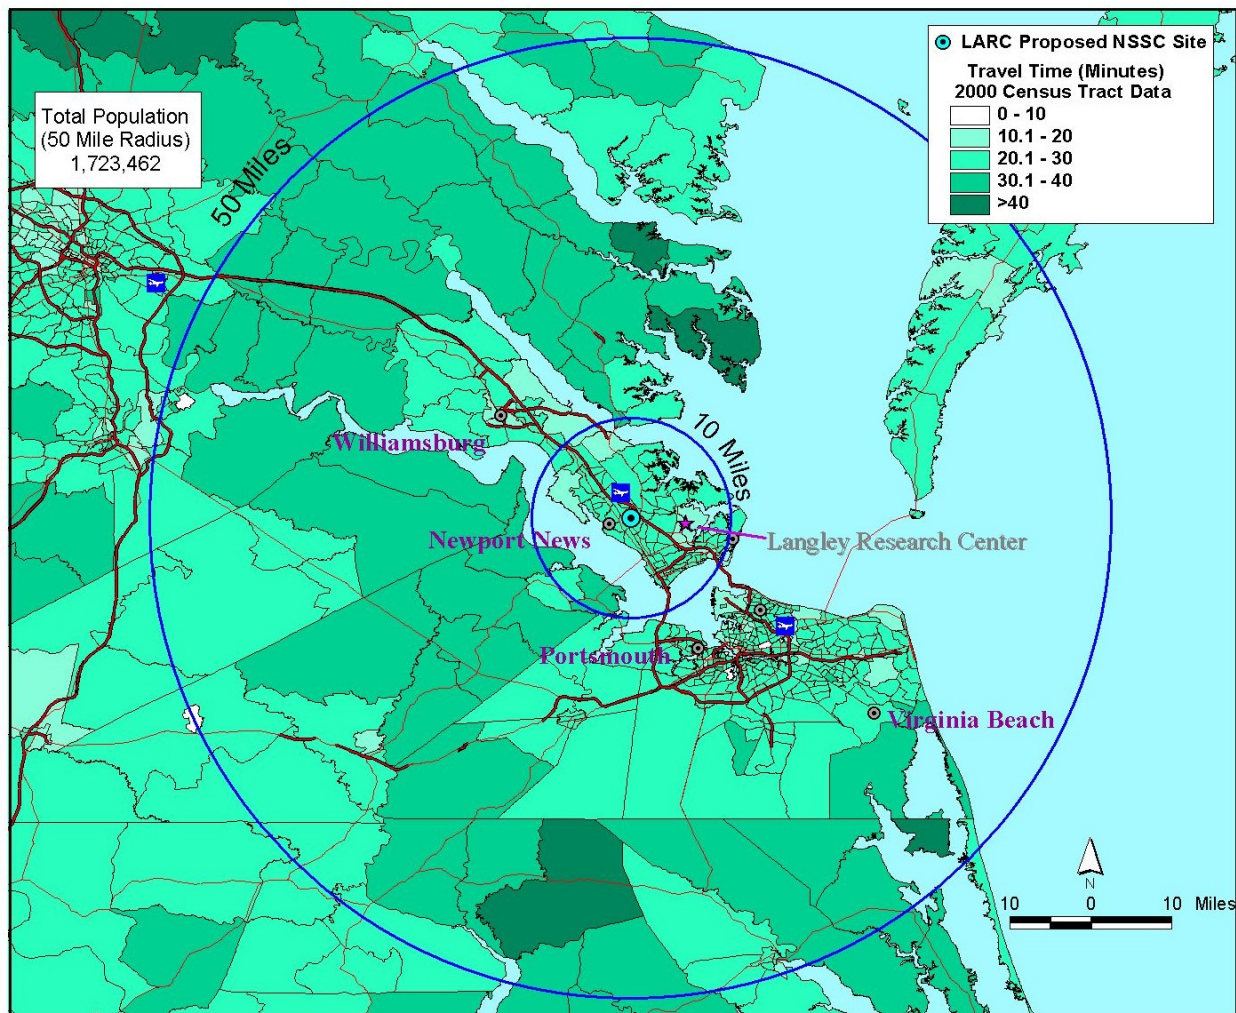 LARC Proposed NSSC Site
Travel Time (Minutes)
2000 Census Tract Data
0 - 10
10.1 - 20
20.1 - 30
30.1 - 40
>40
Total Population
(50 Mile Radius)
1,723,462
50 Miles
10 Miles
Williamsburg
Newport News
Langley Research Center
Portsmouth
Virginia Beach
N
10 0 10 Miles